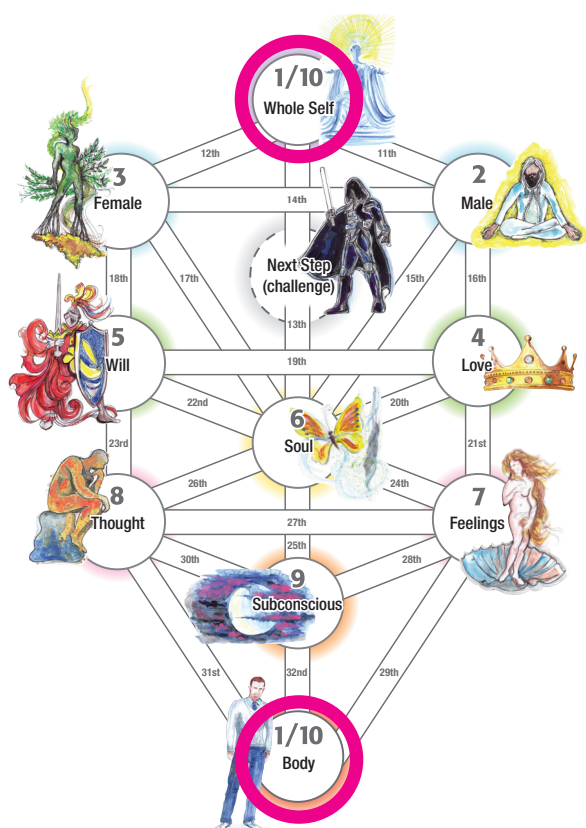 1/10
Whole Self
12th
11th
3
Female
2
Male
14th
Next Step
(challenge)
18th
17th
15th
16th
13th
5
Will
4
Love
19th
22nd
20th
6
Soul
23rd
21st
8
Thought
7
Feelings
26th
24th
27th
25th
30th
28th
9
Subconscious
31st
32nd
29th
1/10
Body